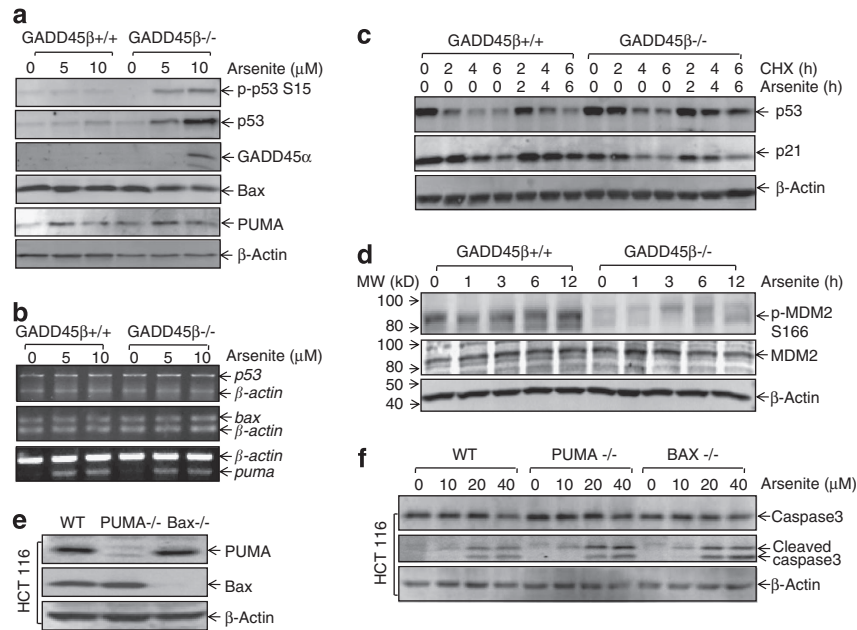 a
GADD45β+/+ GADD45β-/-
0 5 10 0 5 10 Arsenite (μM)
p-p53 S15
p53
GADD45α
Bax
PUMA
β-Actin
b
GADD45β+/+ GADD45β-/-
0 5 10 0 5 10 Arsenite (μM)
p53
β-actin
bax
β-actin
β-actin
puma
e
WT PUMA-/- Bax-/-
HCT 116
PUMA
Bax
β-Actin
c
GADD45β+/+ GADD45β-/-
0 2 4 6 2 4 6 0 2 4 6 2 4 6 CHX (h)
0 0 0 0 2 4 6 0 0 0 0 2 4 6 Arsenite (h)
p53
p21
β-Actin
d
GADD45β+/+ GADD45β-/-
MW (kD) 0 1 3 6 12 0 1 3 6 12 Arsenite (h)
100
80
p-MDM2
S166
100
80
MDM2
50
40
β-Actin
f
WT PUMA -/- BAX -/-
0 10 20 40 0 10 20 40 0 10 20 40 Arsenite (μM)
HCT 116
Caspase3
Cleaved
caspase3
β-Actin